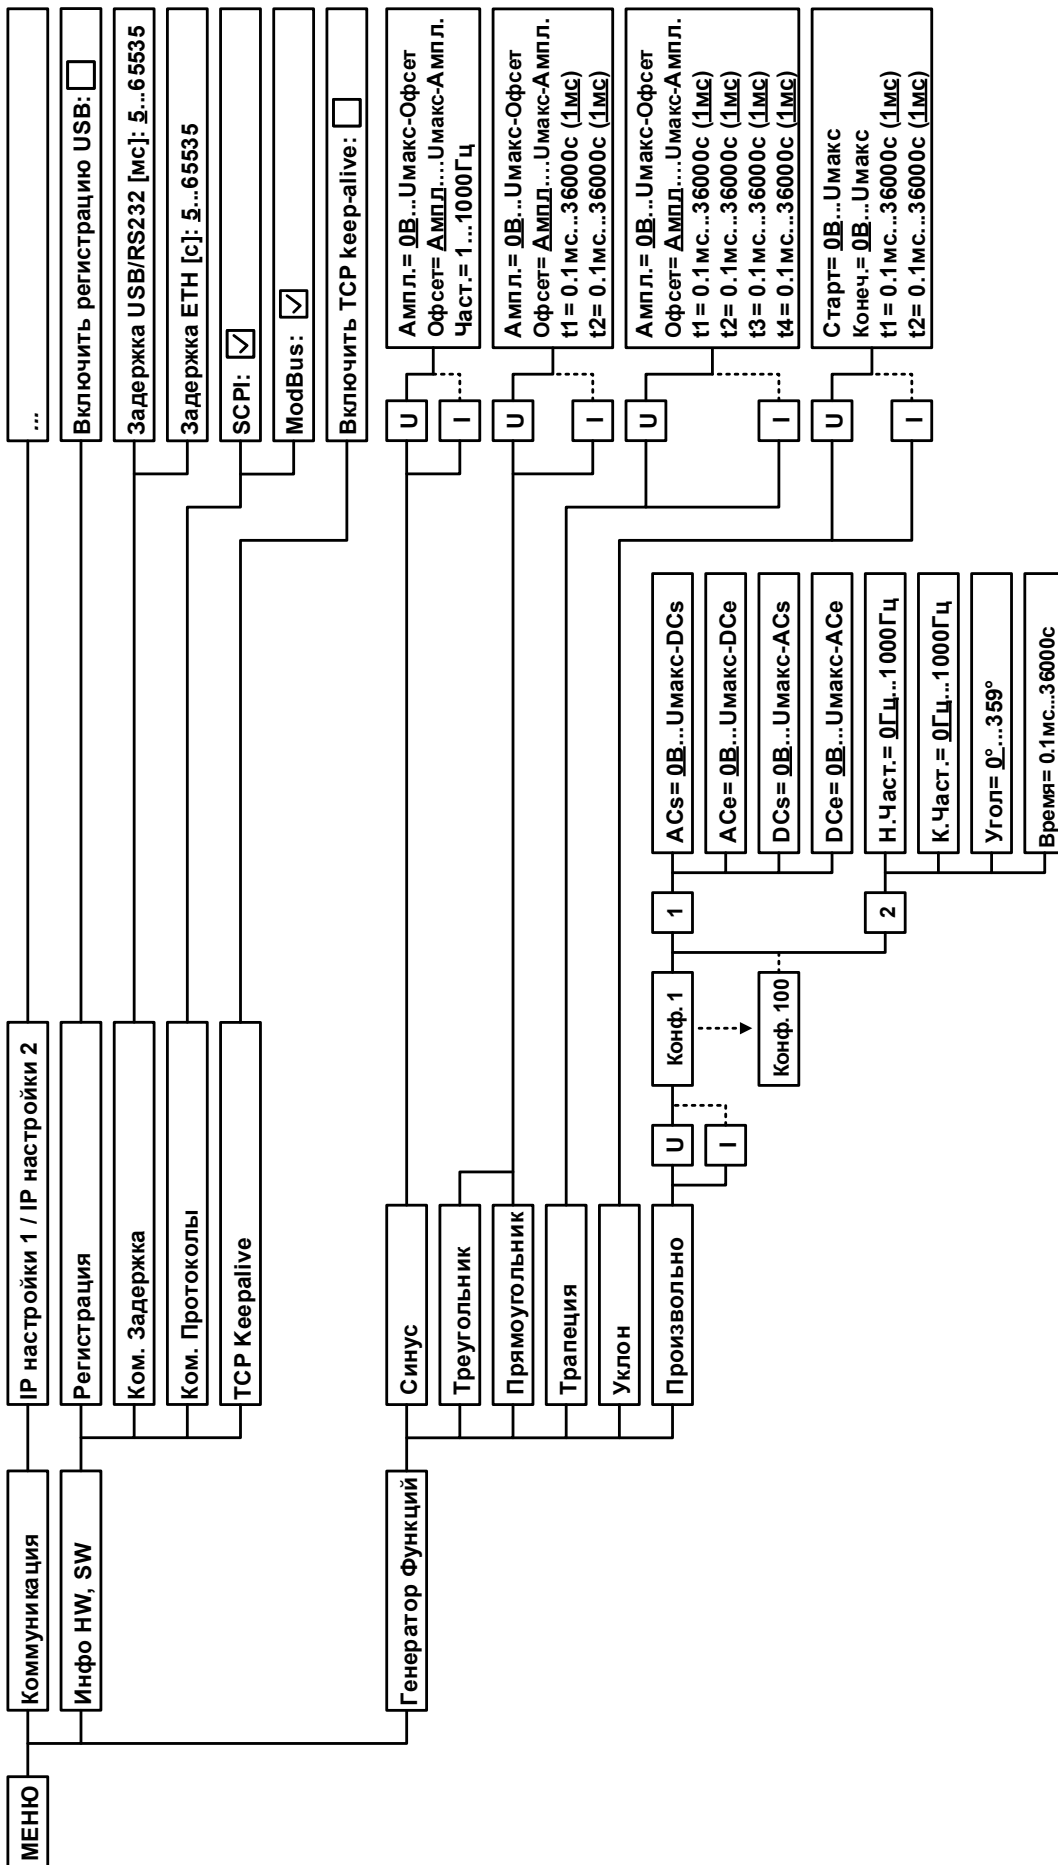 МЕНЮ
Коммуникация
IP настройки 1 / IP настройки 2
...
Инфо HW, SW
Регистрация
Включить регистрацию USB:
Ком. Задержка
Задержка USB/RS232 [мс]: 5...65535
Задержка ETH [с]: 5...65535
Ком. Протоколы
SCPI:
ModBus:
TCP Keepalive
Включить TCP keep-alive:
Генератор Функций
Синус
U
I
Ампл.= 0В...Uмакс-Офсет
Офсет= Ампл....Uмакс-Ампл.
Част.= 1...1000Гц
Треугольник
Прямоугольник
U
I
Ампл.= 0В...Uмакс-Офсет
Офсет= Ампл....Uмакс-Ампл.
t1= 0.1мс...36000с (1мс)
t2= 0.1мс...36000с (1мс)
Трапеция
U
I
Ампл.= 0В...Uмакс-Офсет
Офсет= Ампл....Uмакс-Ампл.
t1= 0.1мс...36000с (1мс)
t2= 0.1мс...36000с (1мс)
t3= 0.1мс...36000с (1мс)
t4= 0.1мс...36000с (1мс)
Уклон
U
I
Старт= 0В...Uмакс
Конеч.= 0В...Uмакс
t1= 0.1мс...36000с (1мс)
t2= 0.1мс...36000с (1мс)
Произвольно
U
I
Конф. 1
Конф. 100
1
ACs= 0В...Uмакс-DCs
ACe= 0В...Uмакс-DCe
DCs= 0В...Uмакс-ACs
DCe= 0В...Uмакс-ACe
2
Н.Част.= 0Гц...1000Гц
К.Част.= 0Гц...1000Гц
Угол= 0°...359°
Время= 0.1мс...36000с